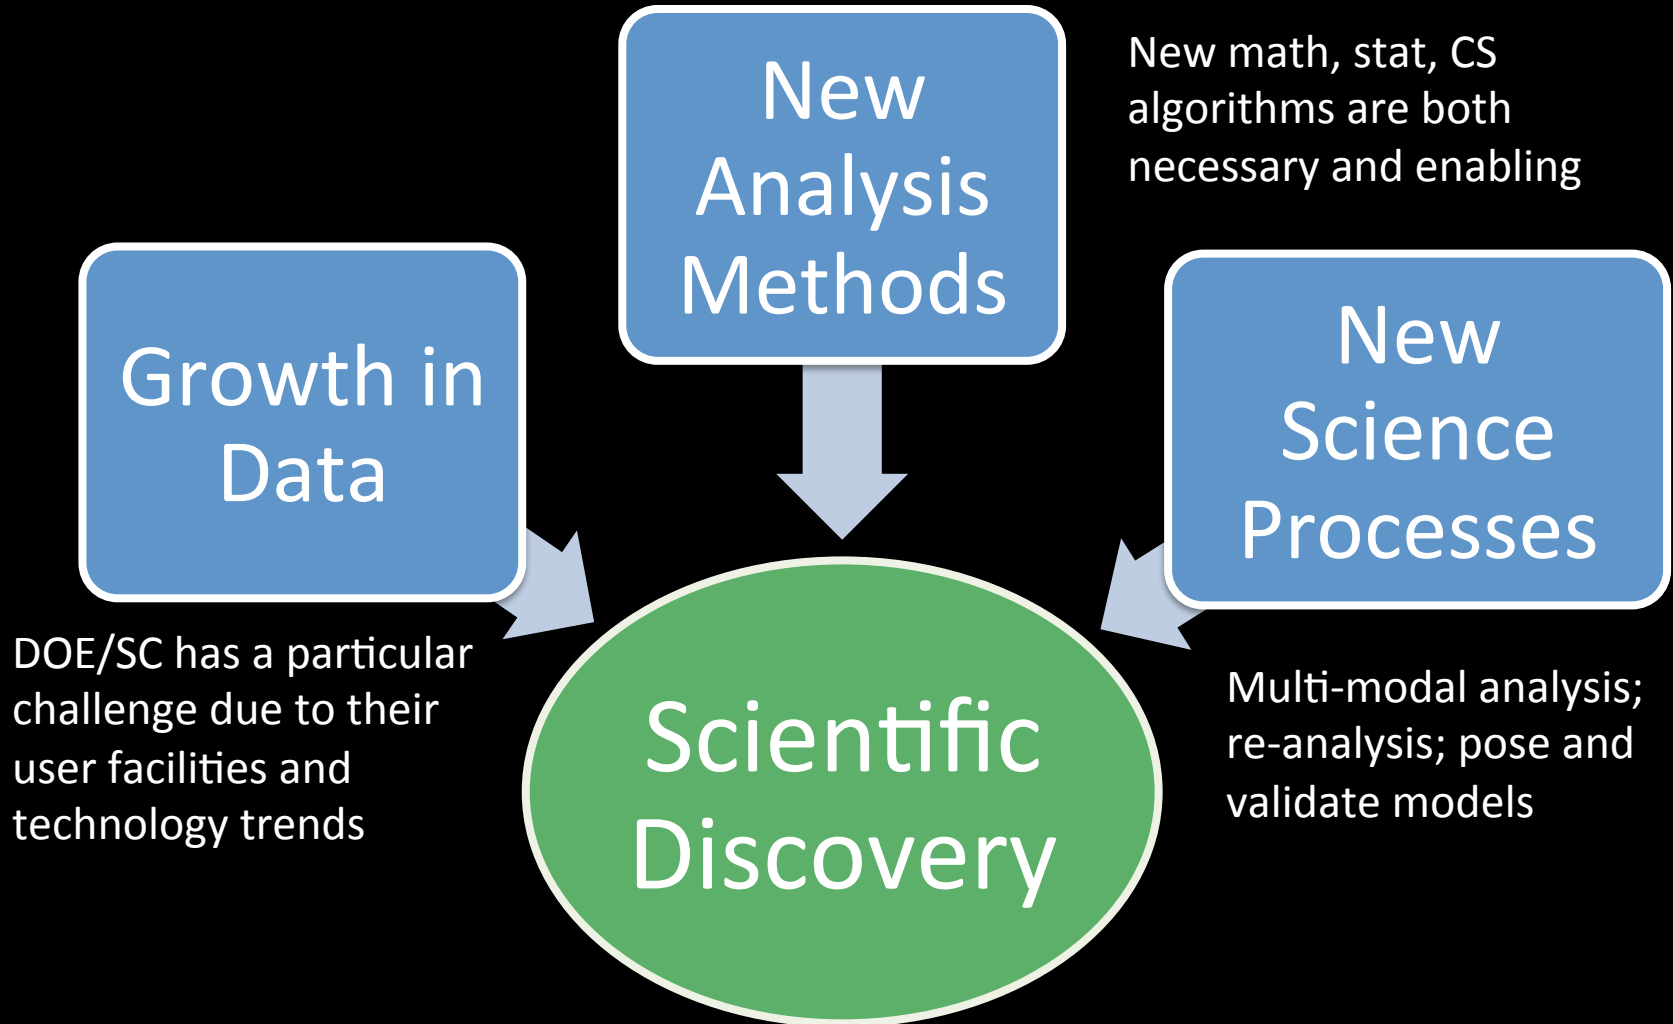 New
Analysis
Methods
New math, stat, CS
algorithms are both
necessary and enabling
Growth in
Data
DOE/SC has a particular
challenge due to their
user facilities and
technology trends
New
Science
Processes
Multi-modal analysis;
re-analysis; pose and
validate models
Scientific
Discovery